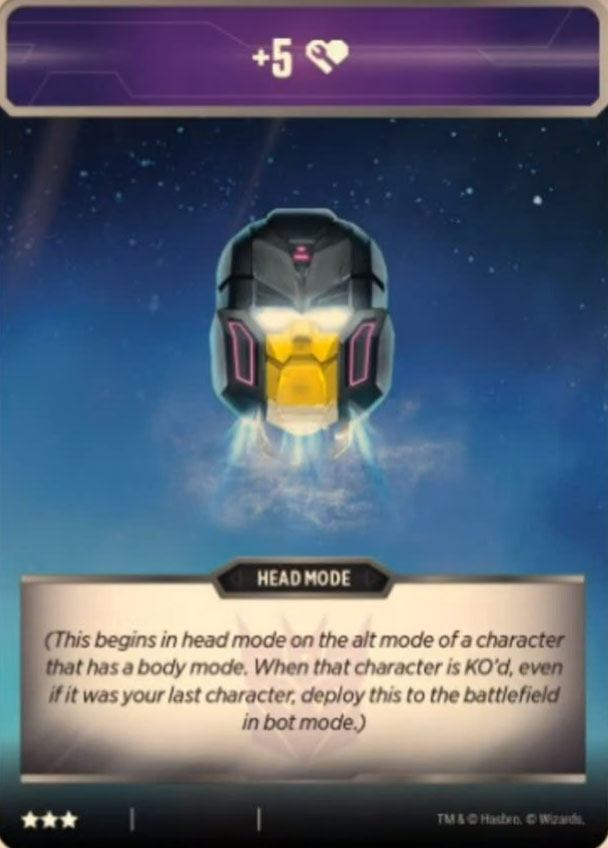 +5
HEAD MODE
(This begins in head mode on the alt mode of a character
that has a body mode. When that character is KO'd, even
if it was your last character, deploy this to the battlefield
in bot mode.)
TM & © Hasbro. © Wizards.